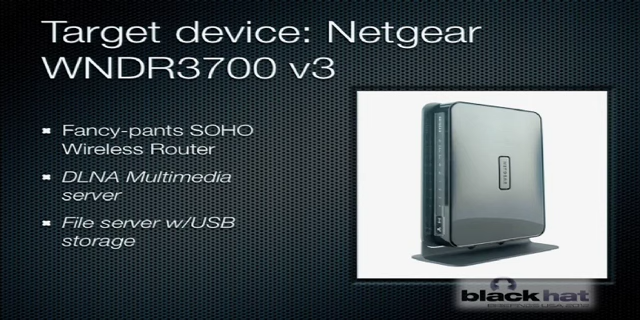 Target device: Netgear
WNDR3700 v3
Fancy-pants SOHO
Wireless Router
DLNA Multimedia
server
File server w/USB
storage
NETGEAR
black hat